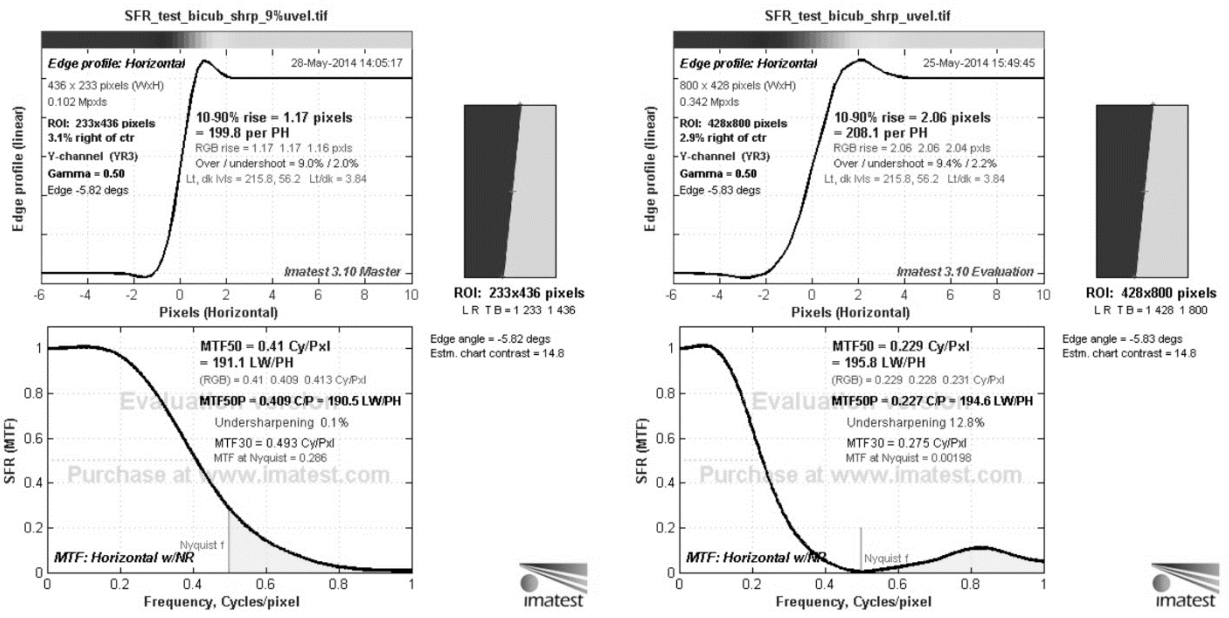 SFR_test_bicub_shrp_9%uvel.tif
Edge profile: Horizontal
28-May-2014 14:05:17
436 x 233 pixels (WxH)
0.102 Mpxls
ROI: 233x436 pixels
3.1% right of ctr
Y-channel (YR3)
Gamma = 0.50
Edge -5.82 degs
10-90% rise = 1.17 pixels
= 199.8 per PH
RGB rise = 1.17 1.17 1.16 pxls
Over / undershoot = 9.0% / 2.0%
Lt, dk lvls = 215.8, 56.2 Lt/dk = 3.84
Imatest 3.10 Master
Edge profile (linear)
-6 -4 -2 0 2 4 6 8 10
Pixels (Horizontal)
ROI: 233x436 pixels
L R T B = 1 233 1 436
Edge angle = -5.82 degs
Estm. chart contrast = 14.8
MTF50 = 0.41 Cy/Pxl
= 191.1 LW/PH
(RGB) = 0.41 0.409 0.413 Cy/Pxl
Evaluation version
MTF50P = 0.409 C/P = 190.5 LW/PH
Undersharpening 0.1%
MTF30 = 0.493 Cy/Pxl
MTF at Nyquist = 0.286
Purchase at www.imatest.com
Nyquist f
MTF: Horizontal w/NR
SFR (MTF)
1
0.8
0.6
0.4
0.2
0
0 0.2 0.4 0.6 0.8 1
Frequency, Cycles/pixel
imatest
SFR_test_bicub_shrp_uvel.tif
Edge profile: Horizontal
25-May-2014 15:49:45
800 x 428 pixels (WxH)
0.342 Mpxls
ROI: 428x800 pixels
2.9% right of ctr
Y-channel (YR3)
Gamma = 0.50
Edge -5.83 degs
10-90% rise = 2.06 pixels
= 208.1 per PH
RGB rise = 2.06 2.06 2.04 pxls
Over / undershoot = 9.4% / 2.2%
Lt, dk lvls = 215.8, 56.2 Lt/dk = 3.84
Imatest 3.10 Evaluation
Edge profile (linear)
-6 -4 -2 0 2 4 6 8 10
Pixels (Horizontal)
ROI: 428x800 pixels
L R T B = 1 428 1 800
Edge angle = -5.83 degs
Estm. chart contrast = 14.8
MTF50 = 0.229 Cy/Pxl
= 195.8 LW/PH
(RGB) = 0.229 0.228 0.231 Cy/Pxl
Evaluation version
MTF50P = 0.227 C/P = 194.6 LW/PH
Undersharpening 12.8%
MTF30 = 0.275 Cy/Pxl
MTF at Nyquist = 0.00198
Purchase at www.imatest.com
Nyquist f
MTF: Horizontal w/NR
SFR (MTF)
1
0.8
0.6
0.4
0.2
0
0 0.2 0.4 0.6 0.8 1
Frequency, Cycles/pixel
imatest